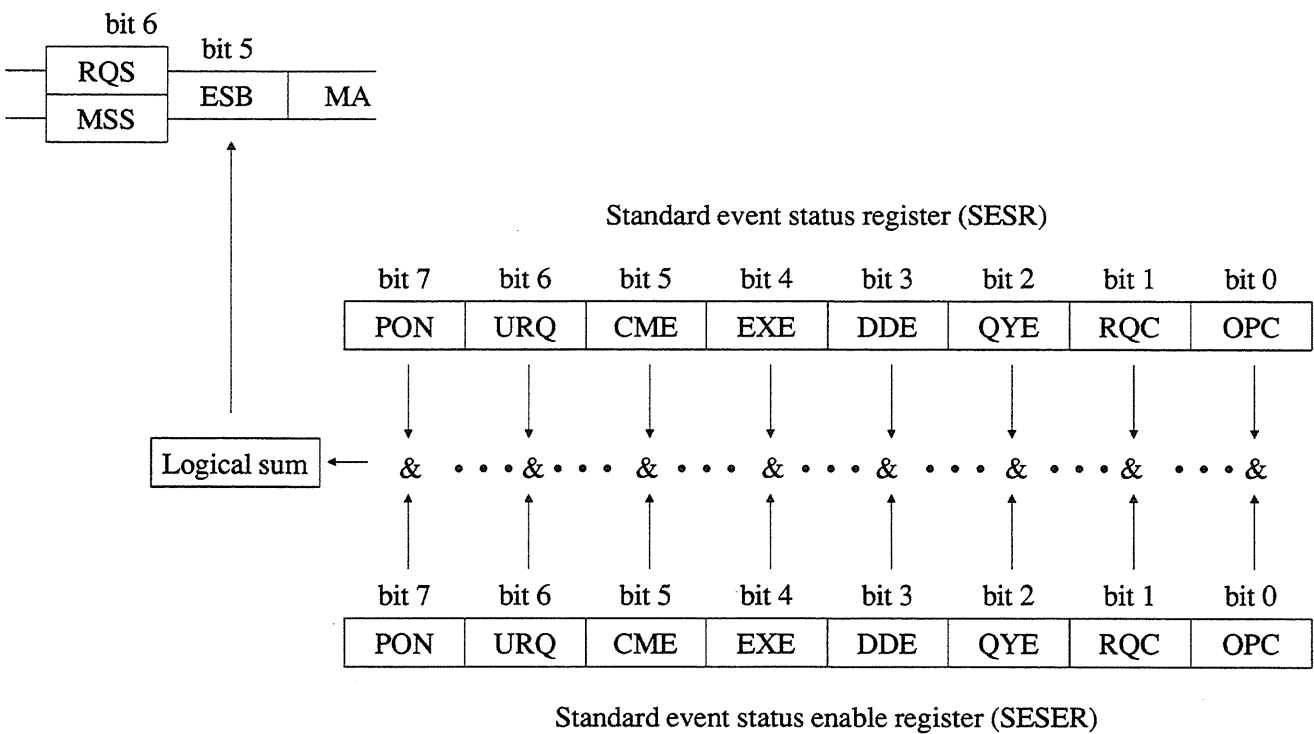 bit 6
bit 5
RQS
ESB MA
MSS
Standard event status register (SESR)
bit 7 bit 6 bit 5 bit 4 bit 3 bit 2 bit 1 bit 0
PON URQ CME EXE DDE QYE RQC OPC
Logical sum & & & & & & & &
bit 7 bit 6 bit 5 bit 4 bit 3 bit 2 bit 1 bit 0
PON URQ CME EXE DDE QYE RQC OPC
Standard event status enable register (SESER)